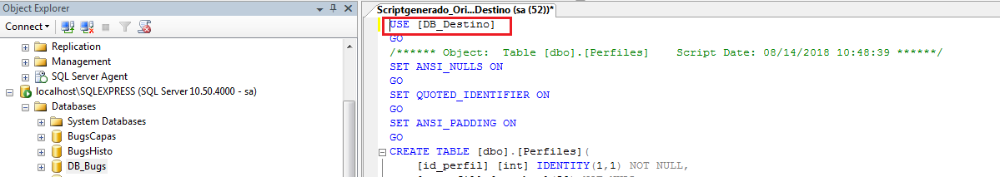 Object Explorer
Connect
Replication
Management
SQL Server Agent
localhost\SQLEXPRESS (SQL Server 10.50.4000 - sa)
Databases
System Databases
BugsCapas
BugsHisto
DB_Bugs
Scriptgenerado_Ori...Destino (sa (52))*
USE [DB_Destino]
GO
/****** Object:  Table [dbo].[Perfiles]    Script Date: 08/14/2018 10:48:39 ******/
SET ANSI_NULLS ON
GO
SET QUOTED_IDENTIFIER ON
GO
SET ANSI_PADDING ON
GO
CREATE TABLE [dbo].[Perfiles](
[id_perfil] [int] IDENTITY(1,1) NOT NULL,